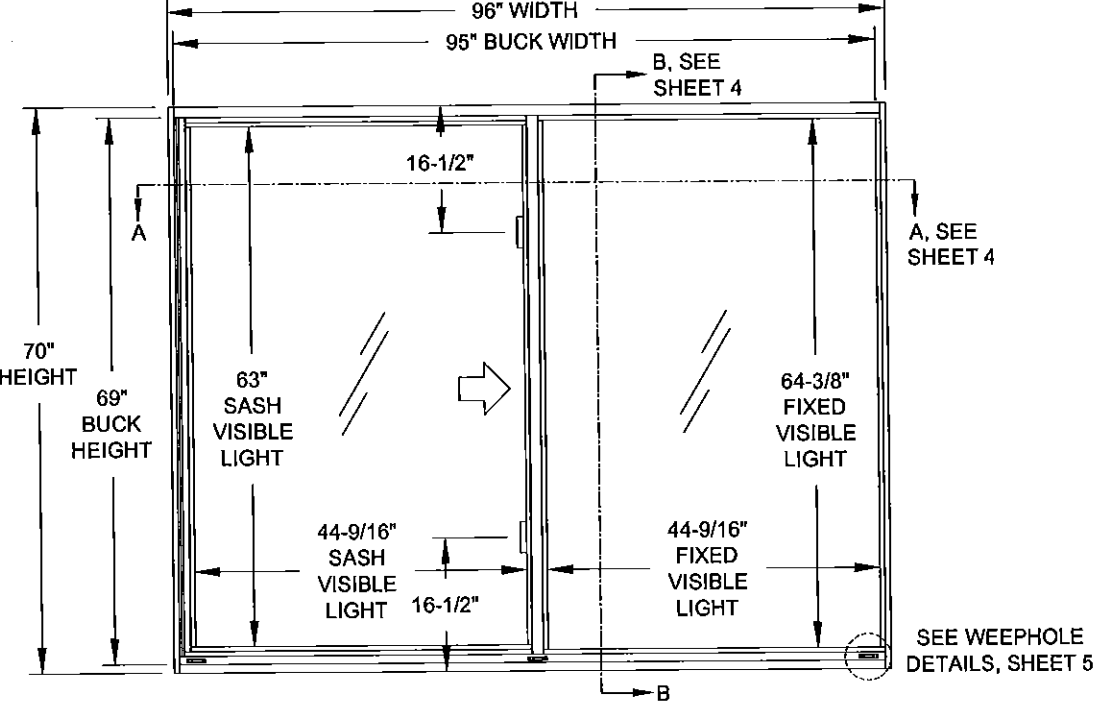 96" WIDTH
95" BUCK WIDTH
B, SEE
SHEET 4
16-1/2"
A
A, SEE
SHEET 4
70"
HEIGHT
69"
BUCK
HEIGHT
63"
SASH
VISIBLE
LIGHT
64-3/8"
FIXED
VISIBLE
LIGHT
44-9/16"
SASH
VISIBLE
LIGHT
16-1/2"
44-9/16"
FIXED
VISIBLE
LIGHT
SEE WEEPHOLE
DETAILS, SHEET 5
B